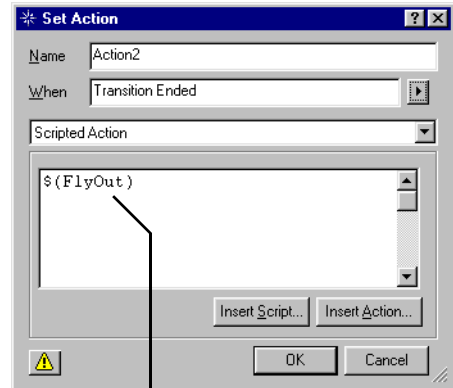 Set Action
Name Action2
When Transition Ended
Scripted Action
$(FlyOut)
Insert Script... Insert Action...
OK Cancel